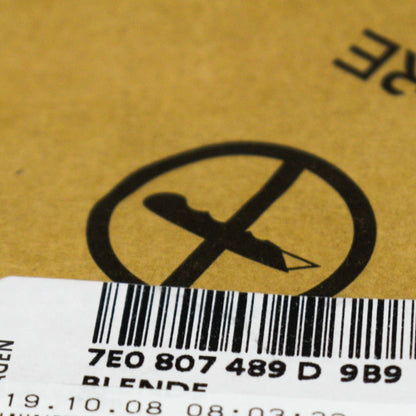 RE
7E0 807 489 D 9B9
BLENDE
19.10.08 08:03